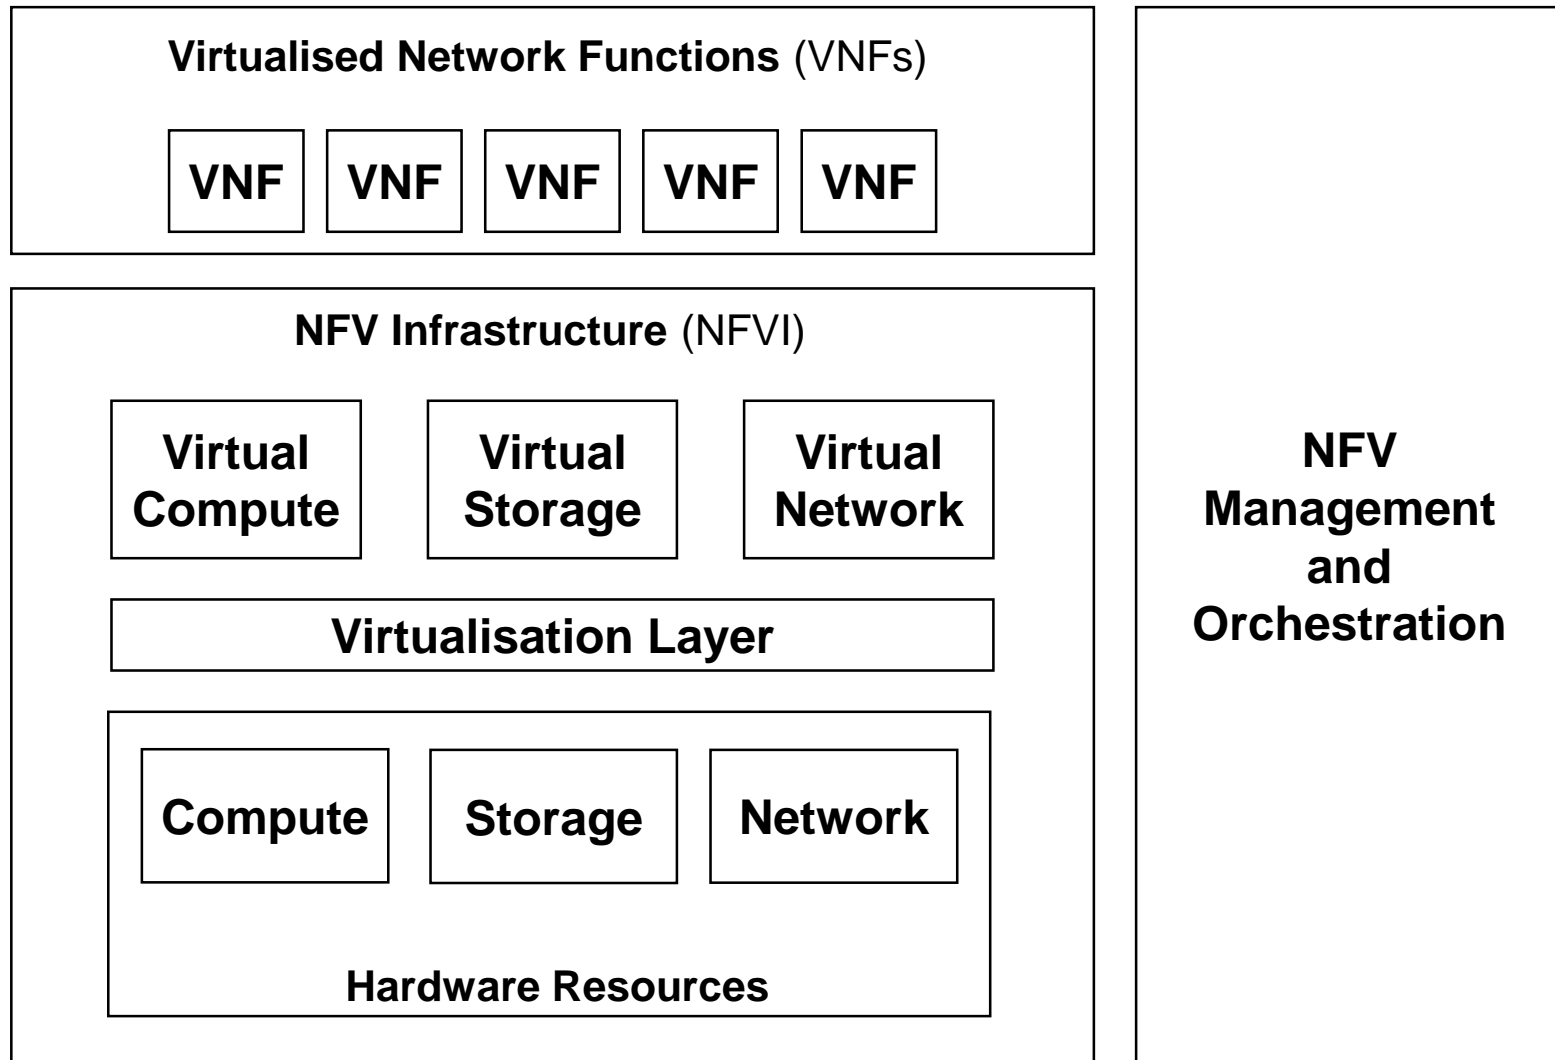 Virtualised Network Functions (VNFs)
VNF VNF VNF VNF VNF
NFV Infrastructure (NFVI)
Virtual
Compute
Virtual
Storage
Virtual
Network
Virtualisation Layer
Compute
Storage
Network
Hardware Resources
NFV
Management
and
Orchestration